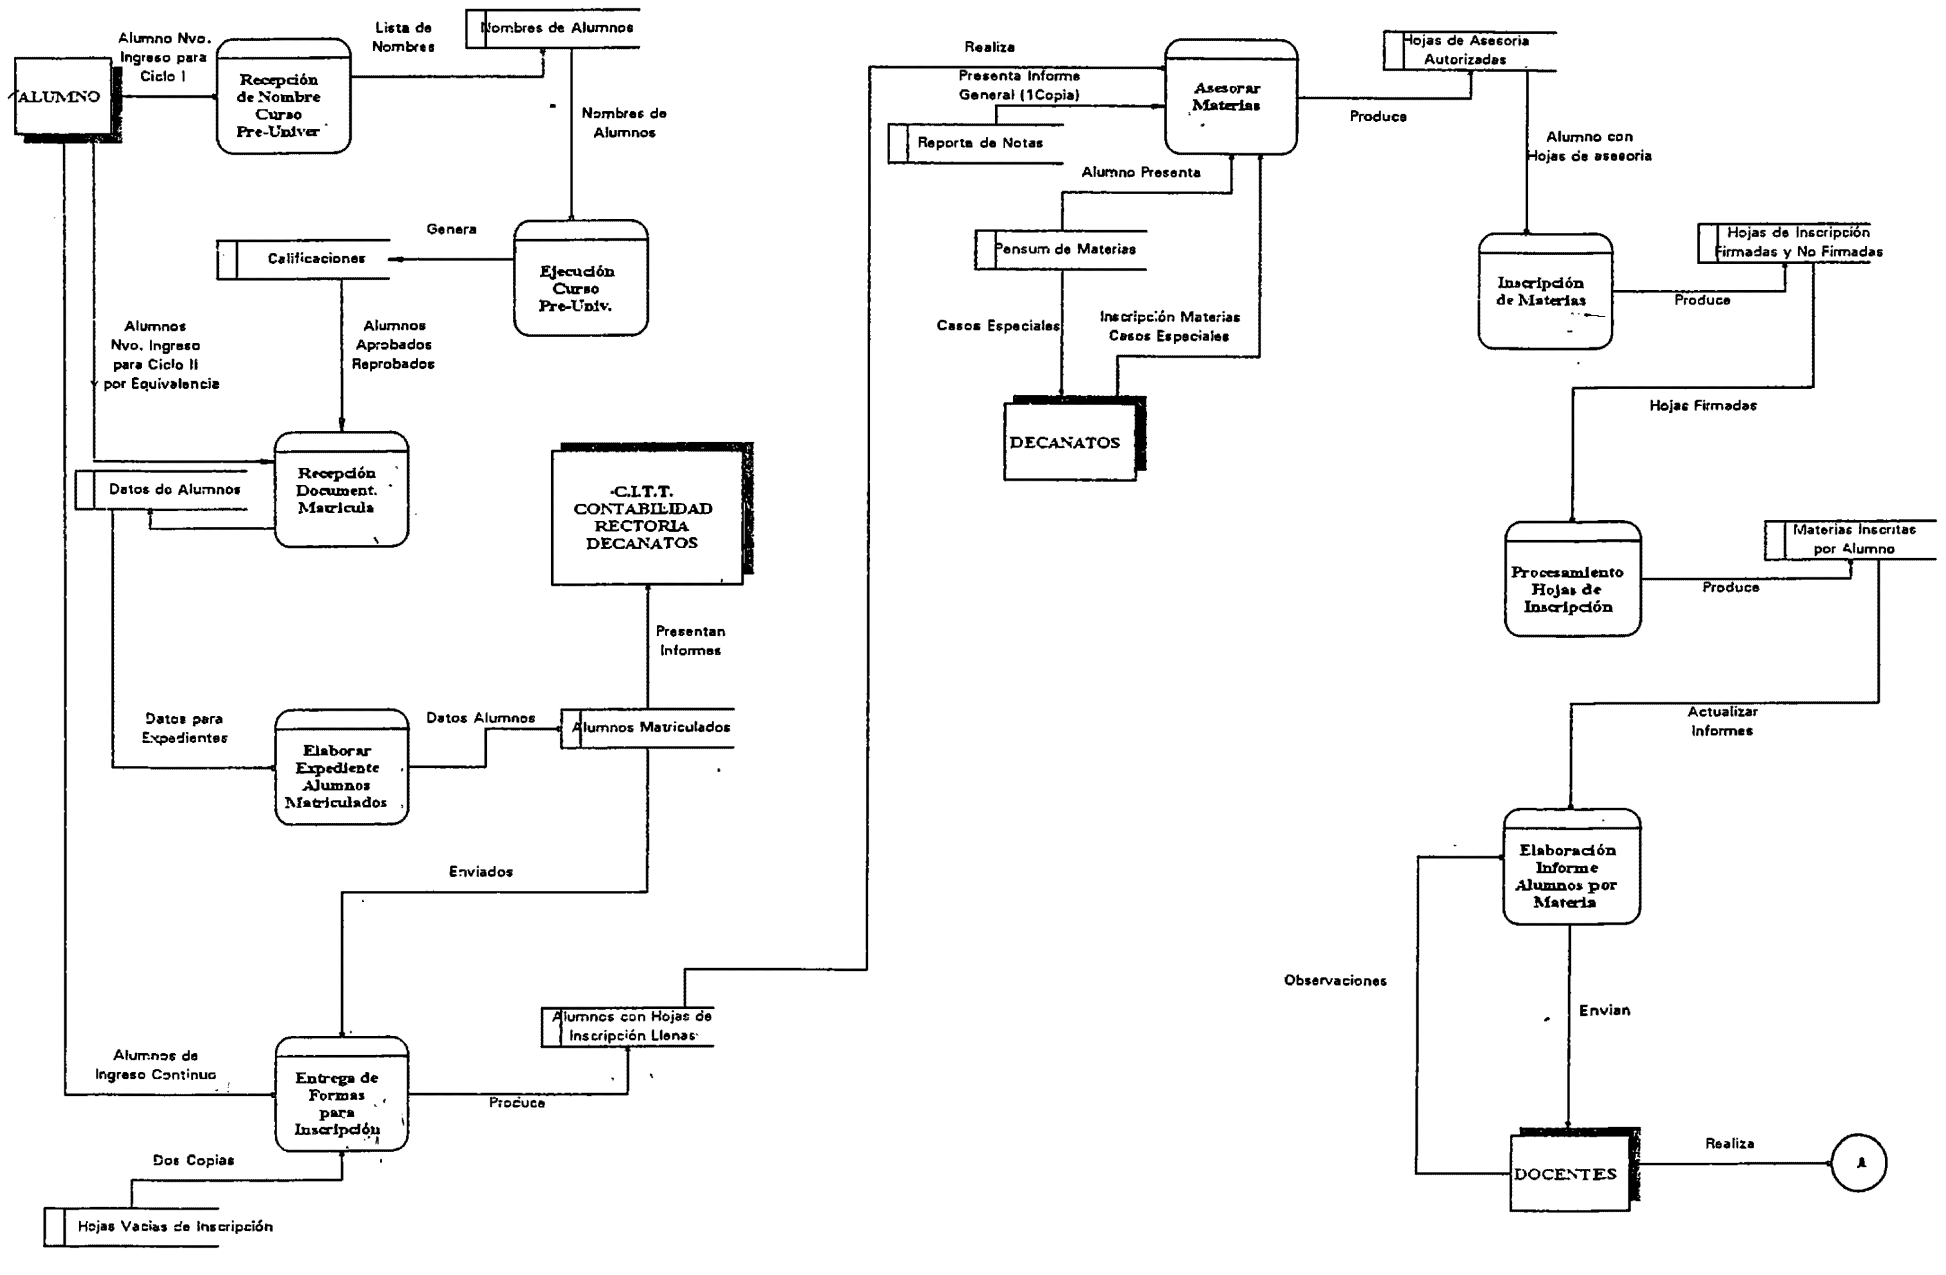 Alumno Nvo.
Ingreso para
Ciclo I
ALUMNO
Recepción
de Nombre
Curso
Pre-Univer
Lista de
Nombres
Nombres de Alumnos
Nombres de
Alumnos
Ejecución
Curso
Pre-Univ.
Genera
Calificaciones
Alumnos
Aprobados
Reprobados
Alumnos
Nvo. Ingreso
para Ciclo II
por Equivalencia
Recepción
Document.
Matricula
Datos de Alumnos
Datos para
Expedientes
Elaborar
Expediente
Alumnos
Matriculados
Datos Alumnos
Alumnos Matriculados
Presentan
Informes
C.I.T.T.
CONTABILIDAD
RECTORIA
DECANATOS
Enviados
Alumnos de
Ingreso Continuo
Entrega de
Formas
para
Inscripción
Dos Copias
Hojas Vacias de Inscripción
Produce
Alumnos con Hojas de
Inscripción Llenas
Realiza
Presenta Informe
General (1Copia)
Reporte de Notas
Asesorar
Materias
Alumno Presenta
Pensum de Materias
Casos Especiales
Inscripción Materias
Casos Especiales
DECANATOS
Produce
Hojas de Asesoria
Autorizadas
Alumno con
Hojas de asesoria
Inscripción
de Materias
Produce
Hojas de Inscripción
Firmadas y No Firmadas
Hojas Firmadas
Procesamiento
Hojas de
Inscripción
Produce
Materias Inscritas
por Alumno
Actualizar
Informes
Elaboración
Informe
Alumnos por
Materia
Observaciones
Envian
DOCENTES
Realiza
A